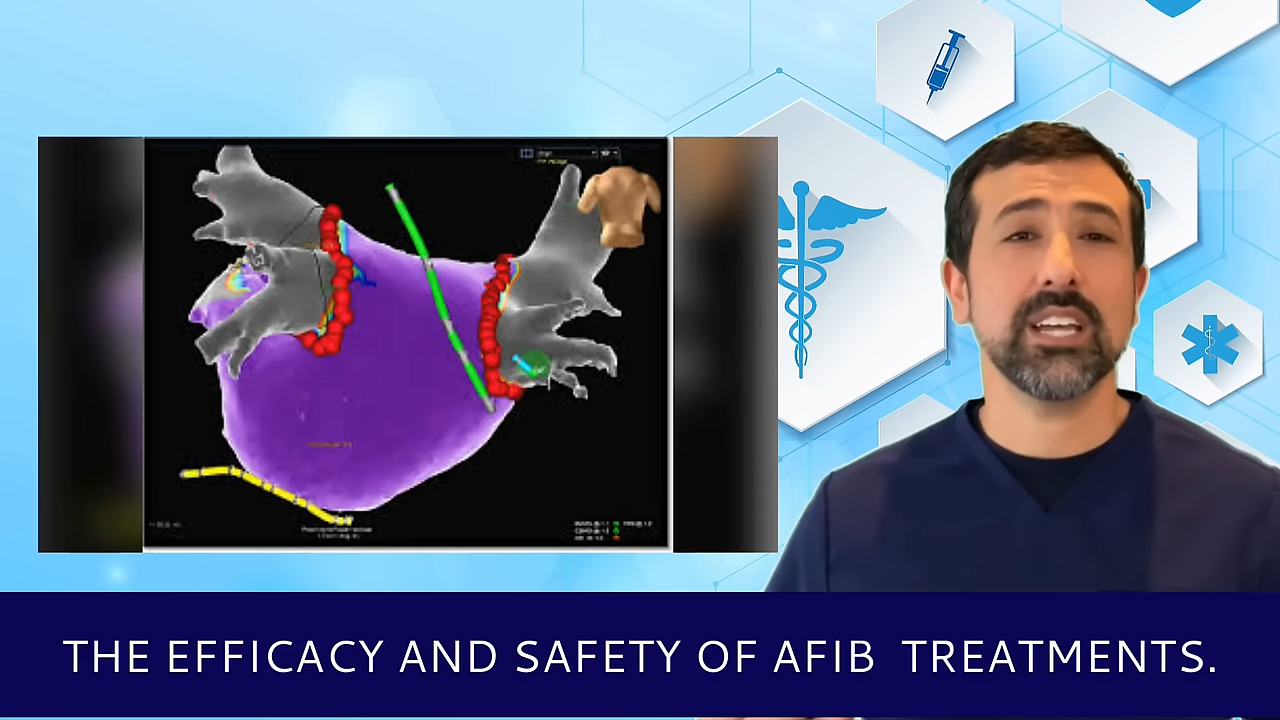 THE EFFICACY AND SAFETY OF AFIB TREATMENTS.